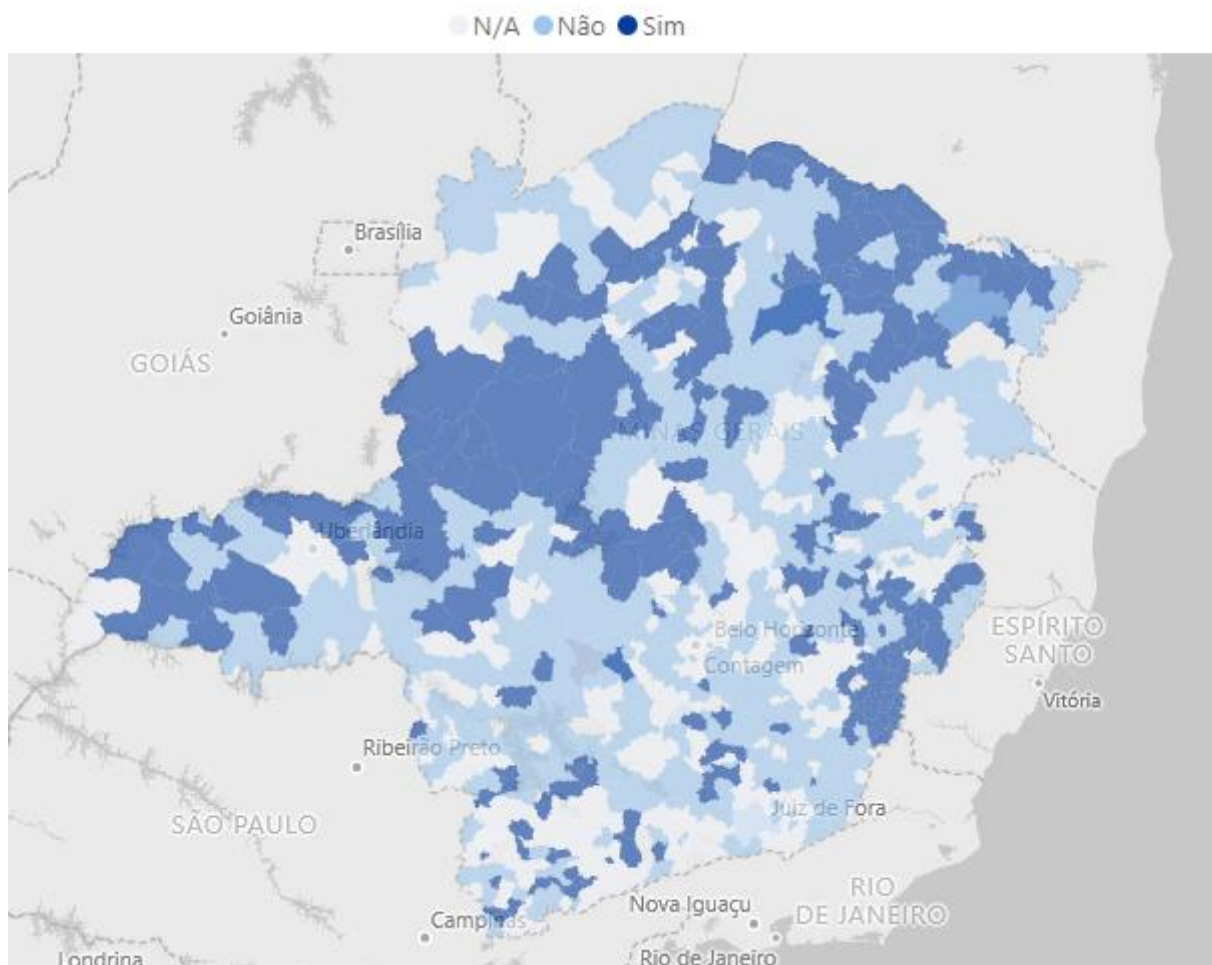 N/A Não Sim
Brasília
Goiânia
GOIÁS
MINAS GERAIS
Uberlândia
Belo Horizonte
Contagem
ESPÍRITO
SANTO
Vitória
Ribeirão Preto
Juiz de Fora
SÃO PAULO
RIO
DE JANEIRO
Nova Iguaçu
Campinas
Londrina
Rio de Janeiro